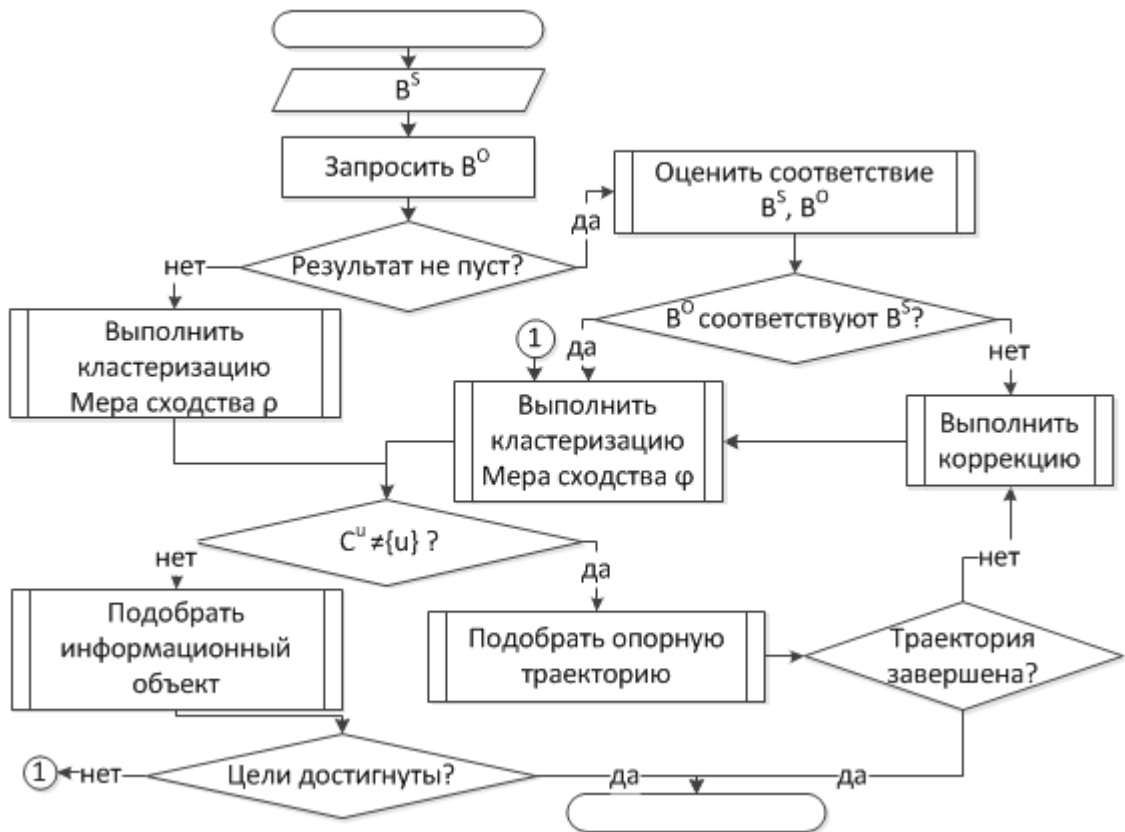 B^S
Запросить B^O
Оценить соответствие
B^S, B^O
да
Результат не пуст?
нет
B^O соответствуют B^S?
1
да
нет
Выполнить
кластеризацию
Мера сходства ρ
Выполнить
кластеризацию
Мера сходства φ
Выполнить
коррекцию
C^u ≠{u} ?
нет
да
нет
Подобрать
информационный
объект
Подобрать опорную
траекторию
Траектория
завершена?
1
нет
Цели достигнуты?
да
да